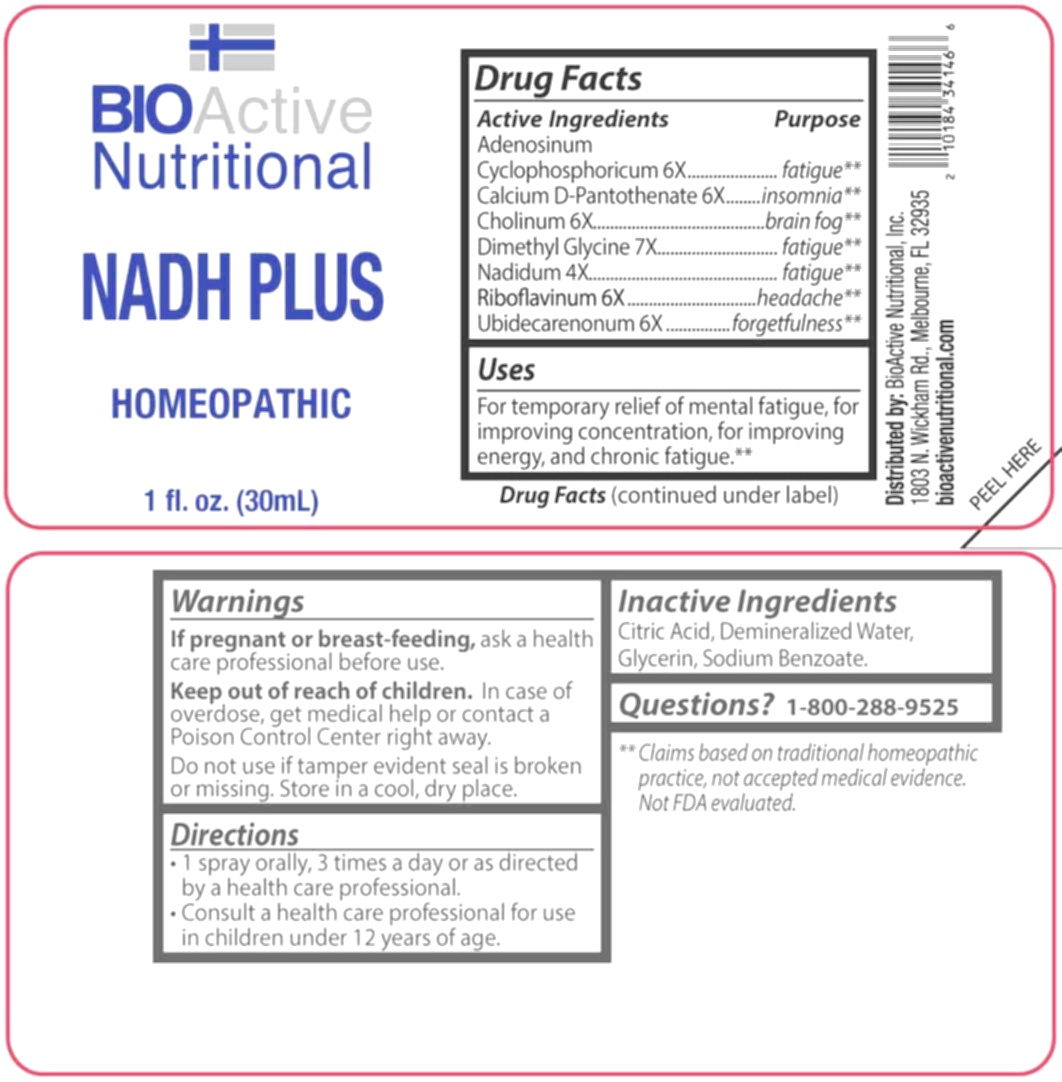 BIOActive
Nutritional
NADH PLUS
HOMEOPATHIC
1 fl. oz. (30mL)
Drug Facts
Active Ingredients Purpose
Adenosinum
Cyclophosphoricum 6X..................... fatigue**
Calcium D-Pantothenate 6X........insomnia**
Cholinum 6X........................................brain fog**
Dimethyl Glycine 7X............................. fatigue**
Nadidum 4X............................................ fatigue**
Riboflavinum 6X..............................headache**
Ubidecarenonum 6X...............forgetfulness**
Uses
For temporary relief of mental fatigue, for
improving concentration, for improving
energy, and chronic fatigue.**
Drug Facts (continued under label)
2 10184 34146 6
Distributed by: BioActive Nutritional, Inc.
1803 N. Wickham Rd., Melbourne, FL 32935
bioactivenutritional.com
PEEL HERE
Warnings
If pregnant or breast-feeding, ask a health
care professional before use.
Keep out of reach of children. In case of
overdose, get medical help or contact a
Poison Control Center right away.
Do not use if tamper evident seal is broken
or missing. Store in a cool, dry place.
Directions
• 1 spray orally, 3 times a day or as directed
by a health care professional.
• Consult a health care professional for use
in children under 12 years of age.
Inactive Ingredients
Citric Acid, Demineralized Water,
Glycerin, Sodium Benzoate.
Questions? 1-800-288-9525
** Claims based on traditional homeopathic
practice, not accepted medical evidence.
Not FDA evaluated.